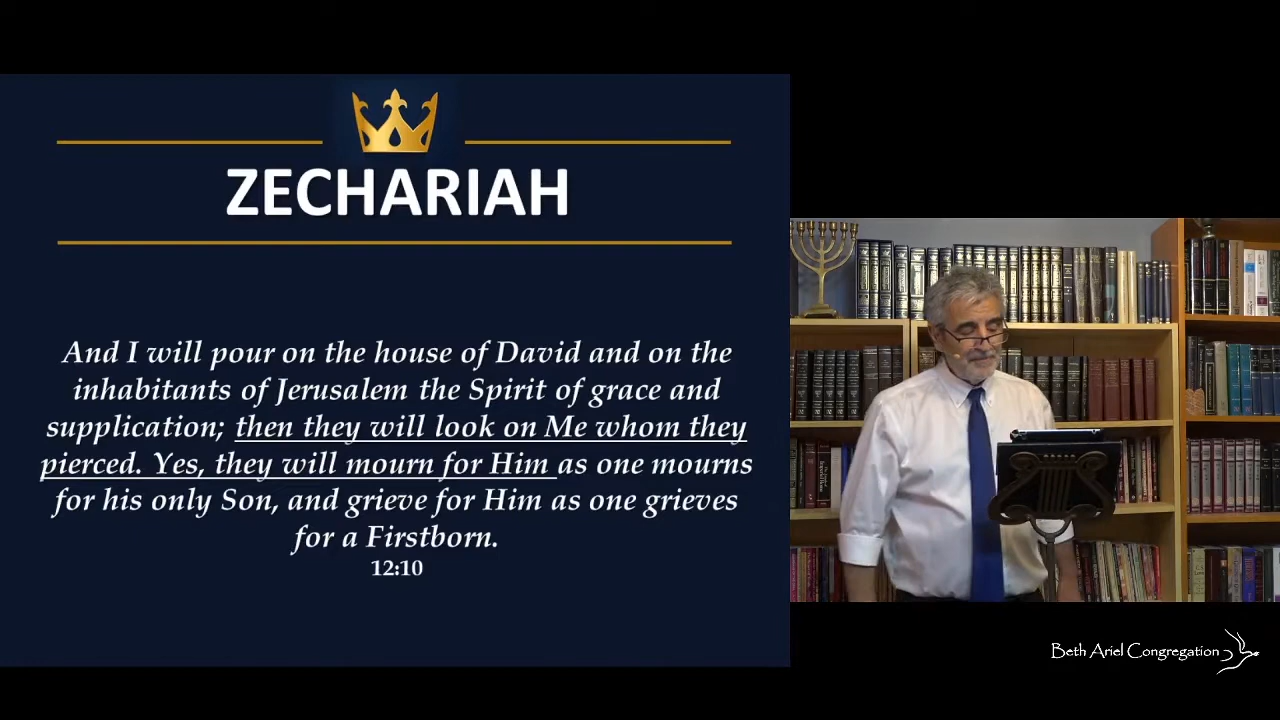 ZECHARIAH
And I will pour on the house of David and on the
inhabitants of Jerusalem the Spirit of grace and
supplication; then they will look on Me whom they
pierced. Yes, they will mourn for Him as one mourns
for his only Son, and grieve for Him as one grieves
for a Firstborn.
12:10
Beth Ariel Congregation